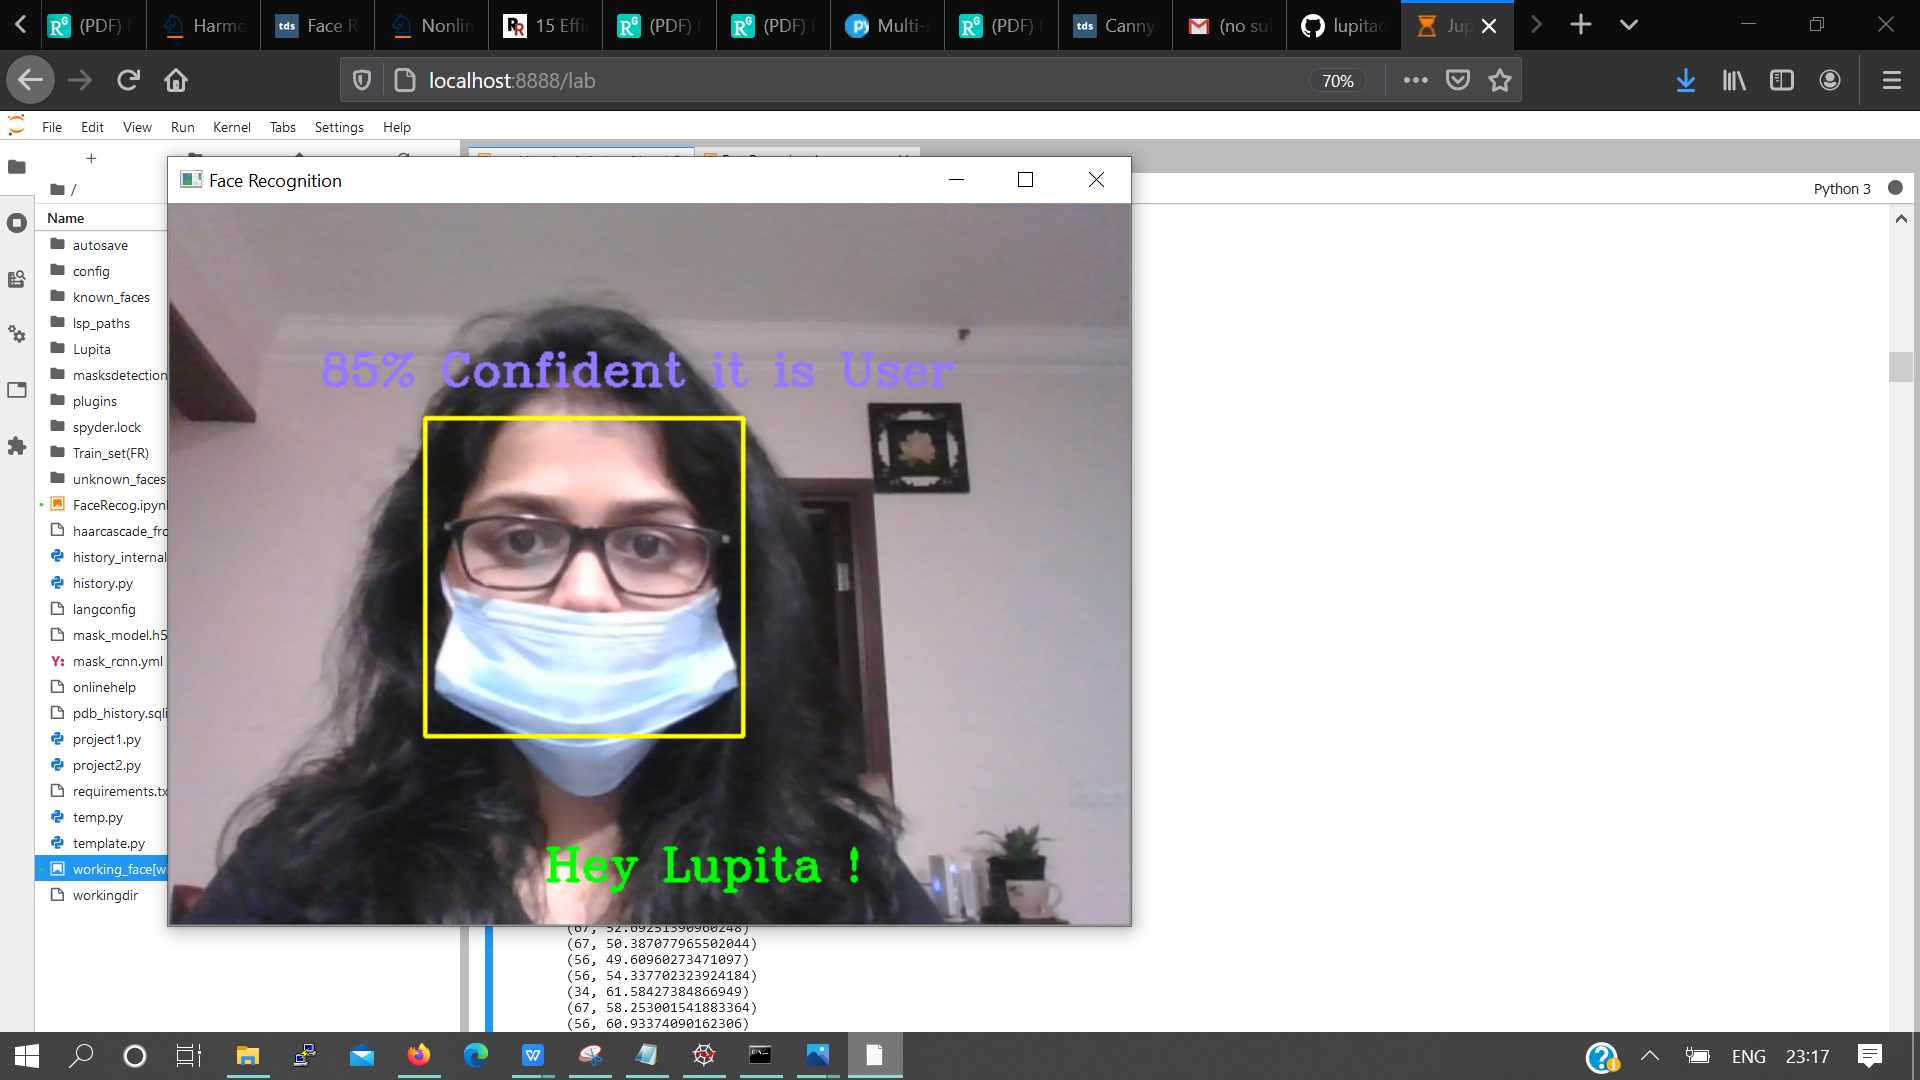 (PDF)
Harmo
tds Face R
Nonlin
15 Effi
(PDF)
(PDF)
Multi-s
(PDF)
tds Canny
(no su
lupitac
Jup
localhost:8888/lab
70%
File Edit View Run Kernel Tabs Settings Help
/
Python 3
Name
autosave
config
known_faces
lsp_paths
Lupita
masksdetection
plugins
spyder.lock
Train_set(FR)
unknown_faces
FaceRecog.ipyn
haarcascade_fro
history_internal
history.py
langconfig
mask_model.h5
Y: mask_rcnn.yml
onlinehelp
pdb_history.sqli
project1.py
project2.py
requirements.tx
temp.py
template.py
working_face[w
workingdir
Face Recognition
85% Confident it is User
Hey Lupita !
(67, 52.69251390960248)
(67, 50.387077965502044)
(56, 49.60960273471097)
(56, 54.337702323924184)
(34, 61.58427384866949)
(67, 58.253001541883364)
(56, 60.93374090162306)
ENG 23:17